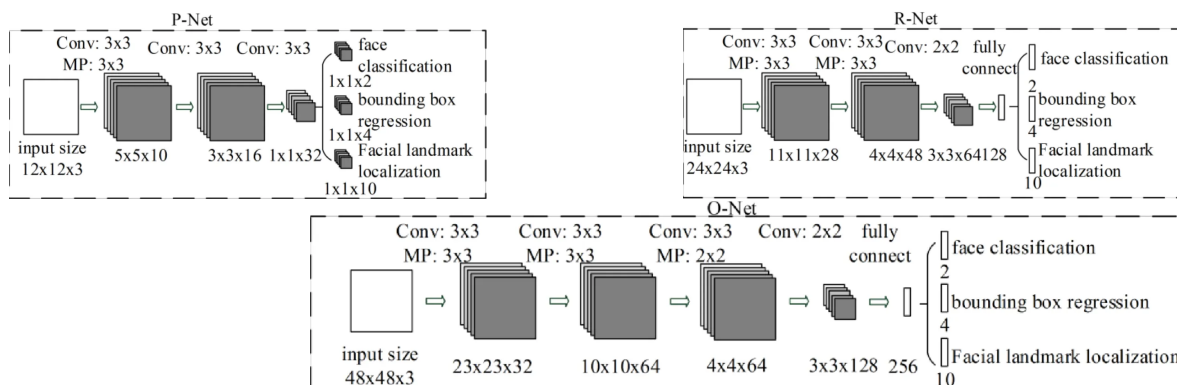 P-Net
Conv: 3x3 Conv: 3x3 Conv: 3x3
MP: 3x3
face
classification
1x1x2
bounding box
regression
1x1x4
Facial landmark
localization
1x1x10
input size
12x12x3
5x5x10
3x3x16
1x1x32
R-Net
Conv: 3x3 Conv: 3x3 Conv: 2x2 fully
MP: 3x3 MP: 3x3 connect
face classification
2
bounding box
regression
4
Facial landmark
localization
10
input size
24x24x3
11x11x28
4x4x48
3x3x64
128
O-Net
Conv: 3x3 Conv: 3x3 Conv: 3x3 Conv: 2x2 fully
MP: 3x3 MP: 3x3 MP: 2x2 connect
face classification
2
bounding box regression
4
Facial landmark localization
10
input size
48x48x3
23x23x32
10x10x64
4x4x64
3x3x128
256